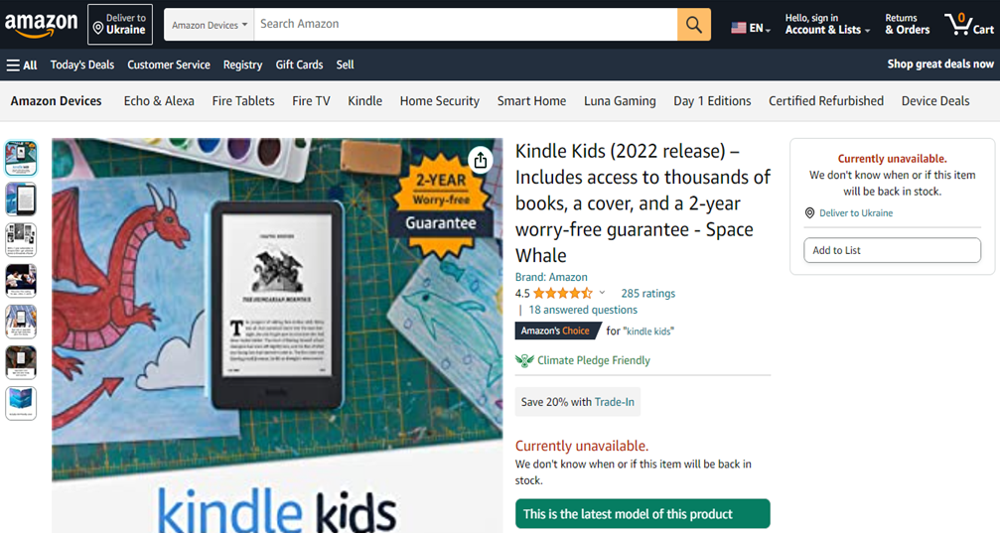 amazon
Deliver to
Ukraine
Amazon Devices
Search Amazon
EN
Hello, sign in
Account & Lists
Returns
& Orders
0
Cart
All
Today's Deals
Customer Service
Registry
Gift Cards
Sell
Shop great deals now
Amazon Devices
Echo & Alexa
Fire Tablets
Fire TV
Kindle
Home Security
Smart Home
Luna Gaming
Day 1 Editions
Certified Refurbished
Device Deals
2-YEAR
Worry-free
Guarantee
THE HUNGARIAN HORNTAIL
kindle kids
Kindle Kids (2022 release) –
Includes access to thousands of
books, a cover, and a 2-year
worry-free guarantee - Space
Whale
Brand: Amazon
4.5
285 ratings
| 18 answered questions
Amazon's Choice for "kindle kids"
Climate Pledge Friendly
Save 20% with Trade-In
Currently unavailable.
We don't know when or if this item will be back in
stock.
This is the latest model of this product
Currently unavailable.
We don't know when or if this item
will be back in stock.
Deliver to Ukraine
Add to List